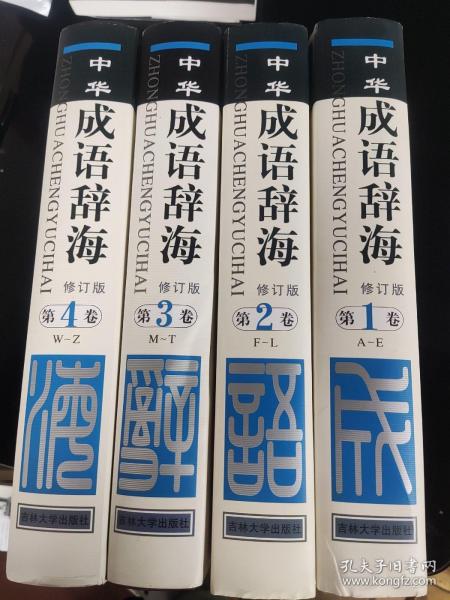 中华
成语辞海
ZHONGHUACHENGYUCIHAI
修订版
第4卷
W~Z
海
吉林大学出版社
中华
成语辞海
ZHONGHUACHENGYUCIHAI
修订版
第3卷
M~T
辭
吉林大学出版社
中华
成语辞海
ZHONGHUACHENGYUCIHAI
修订版
第2卷
F~L
語
吉林大学出版社
中华
成语辞海
ZHONGHUACHENGYUCIHAI
修订版
第1卷
A~E
成
吉林大学出版社
孔夫子旧书网
www.kongfz.com